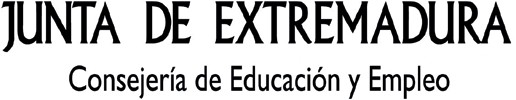 JUNTA DE EXTREMADURA
Consejería de Educación y Empleo